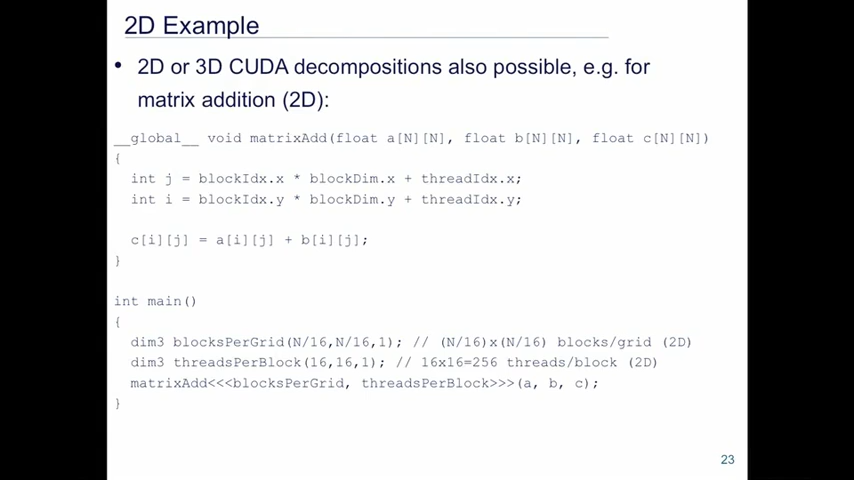 2D Example
• 2D or 3D CUDA decompositions also possible, e.g. for
matrix addition (2D):
__global__ void matrixAdd(float a[N][N], float b[N][N], float c[N][N])
{
int j = blockIdx.x * blockDim.x + threadIdx.x;
int i = blockIdx.y * blockDim.y + threadIdx.y;
c[i][j] = a[i][j] + b[i][j];
}
int main()
{
dim3 blocksPerGrid(N/16,N/16,1); // (N/16)x(N/16) blocks/grid (2D)
dim3 threadsPerBlock(16,16,1); // 16x16=256 threads/block (2D)
matrixAdd<<<blocksPerGrid, threadsPerBlock>>>(a, b, c);
}
23